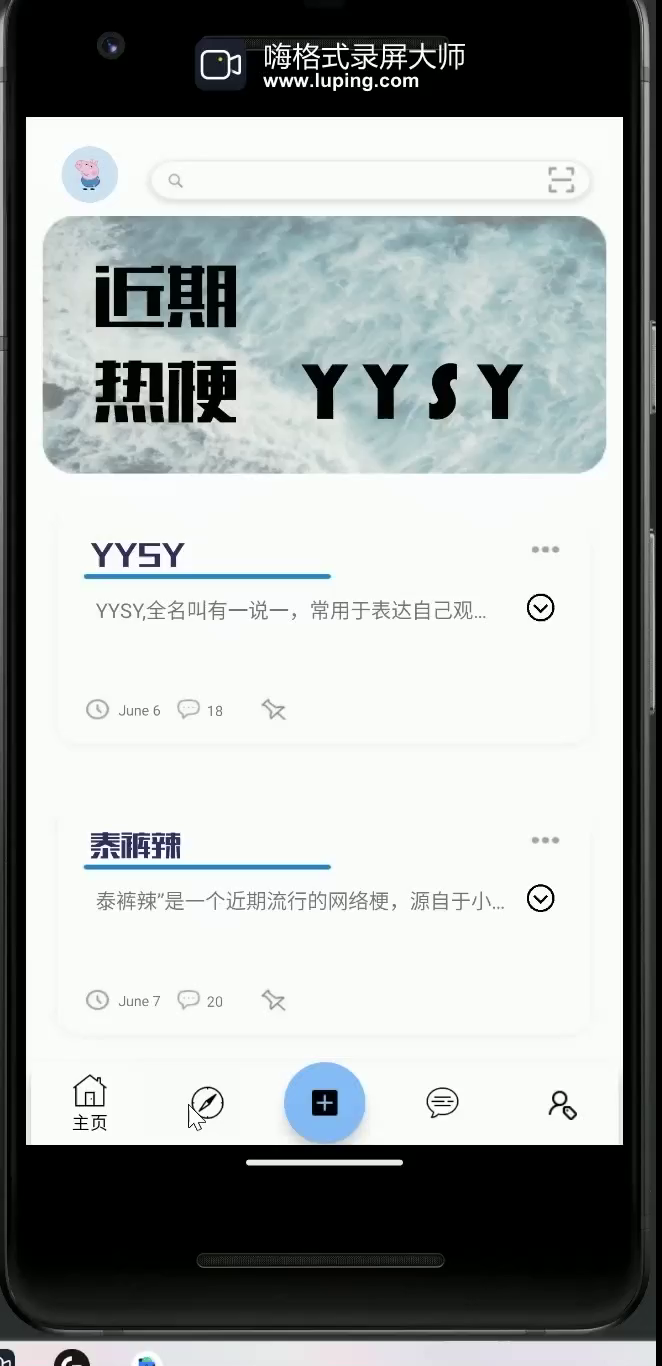 嗨格式录屏大师
www.luping.com
近期
热梗 YYSY
YYSY
YYSY,全名叫有一说一，常用于表达自己观...
June 6 18
泰裤辣
泰裤辣”是一个近期流行的网络梗，源自于小...
June 7 20
主页